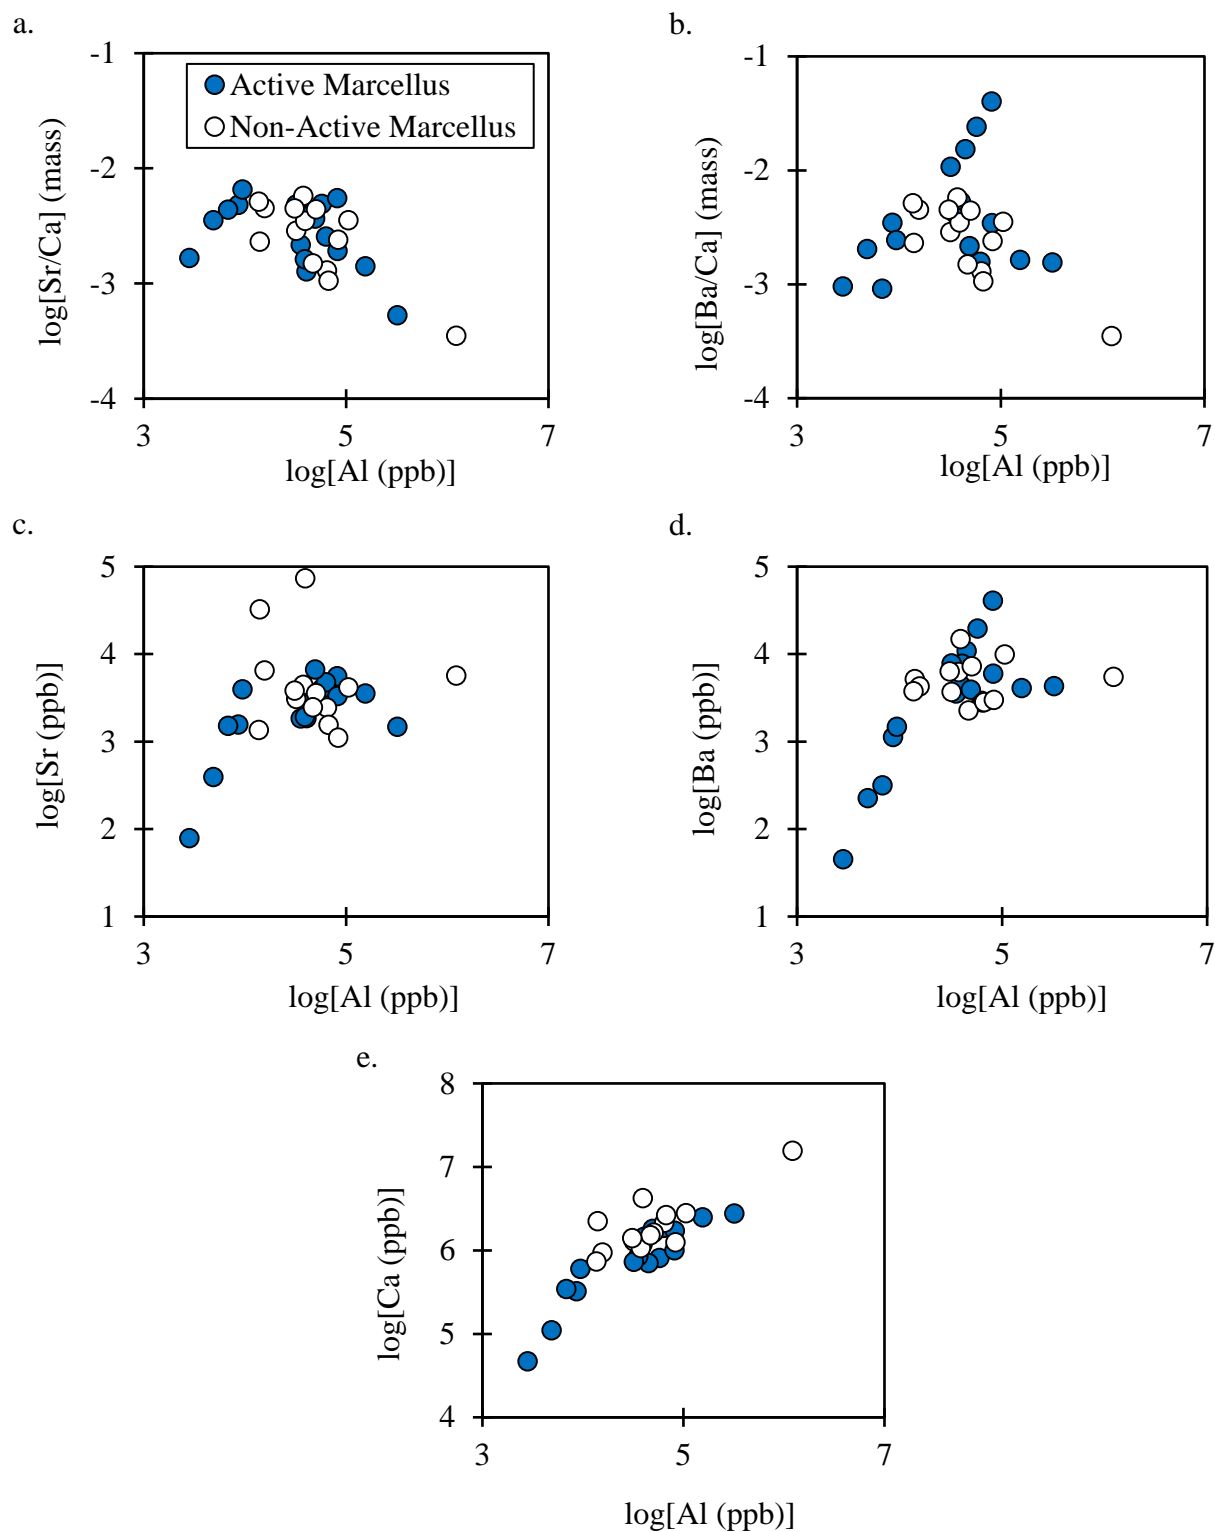 a.
-1
-2
-3
-4
log[Sr/Ca] (mass)
Active Marcellus
Non-Active Marcellus
3 5 7
log[Al (ppb)]
b.
-1
-2
-3
-4
log[Ba/Ca] (mass)
3 5 7
log[Al (ppb)]
c.
5
4
3
2
1
log[Sr (ppb)]
3 5 7
log[Al (ppb)]
d.
5
4
3
2
1
log[Ba (ppb)]
3 5 7
log[Al (ppb)]
e.
8
7
6
5
4
log[Ca (ppb)]
3 5 7
log[Al (ppb)]